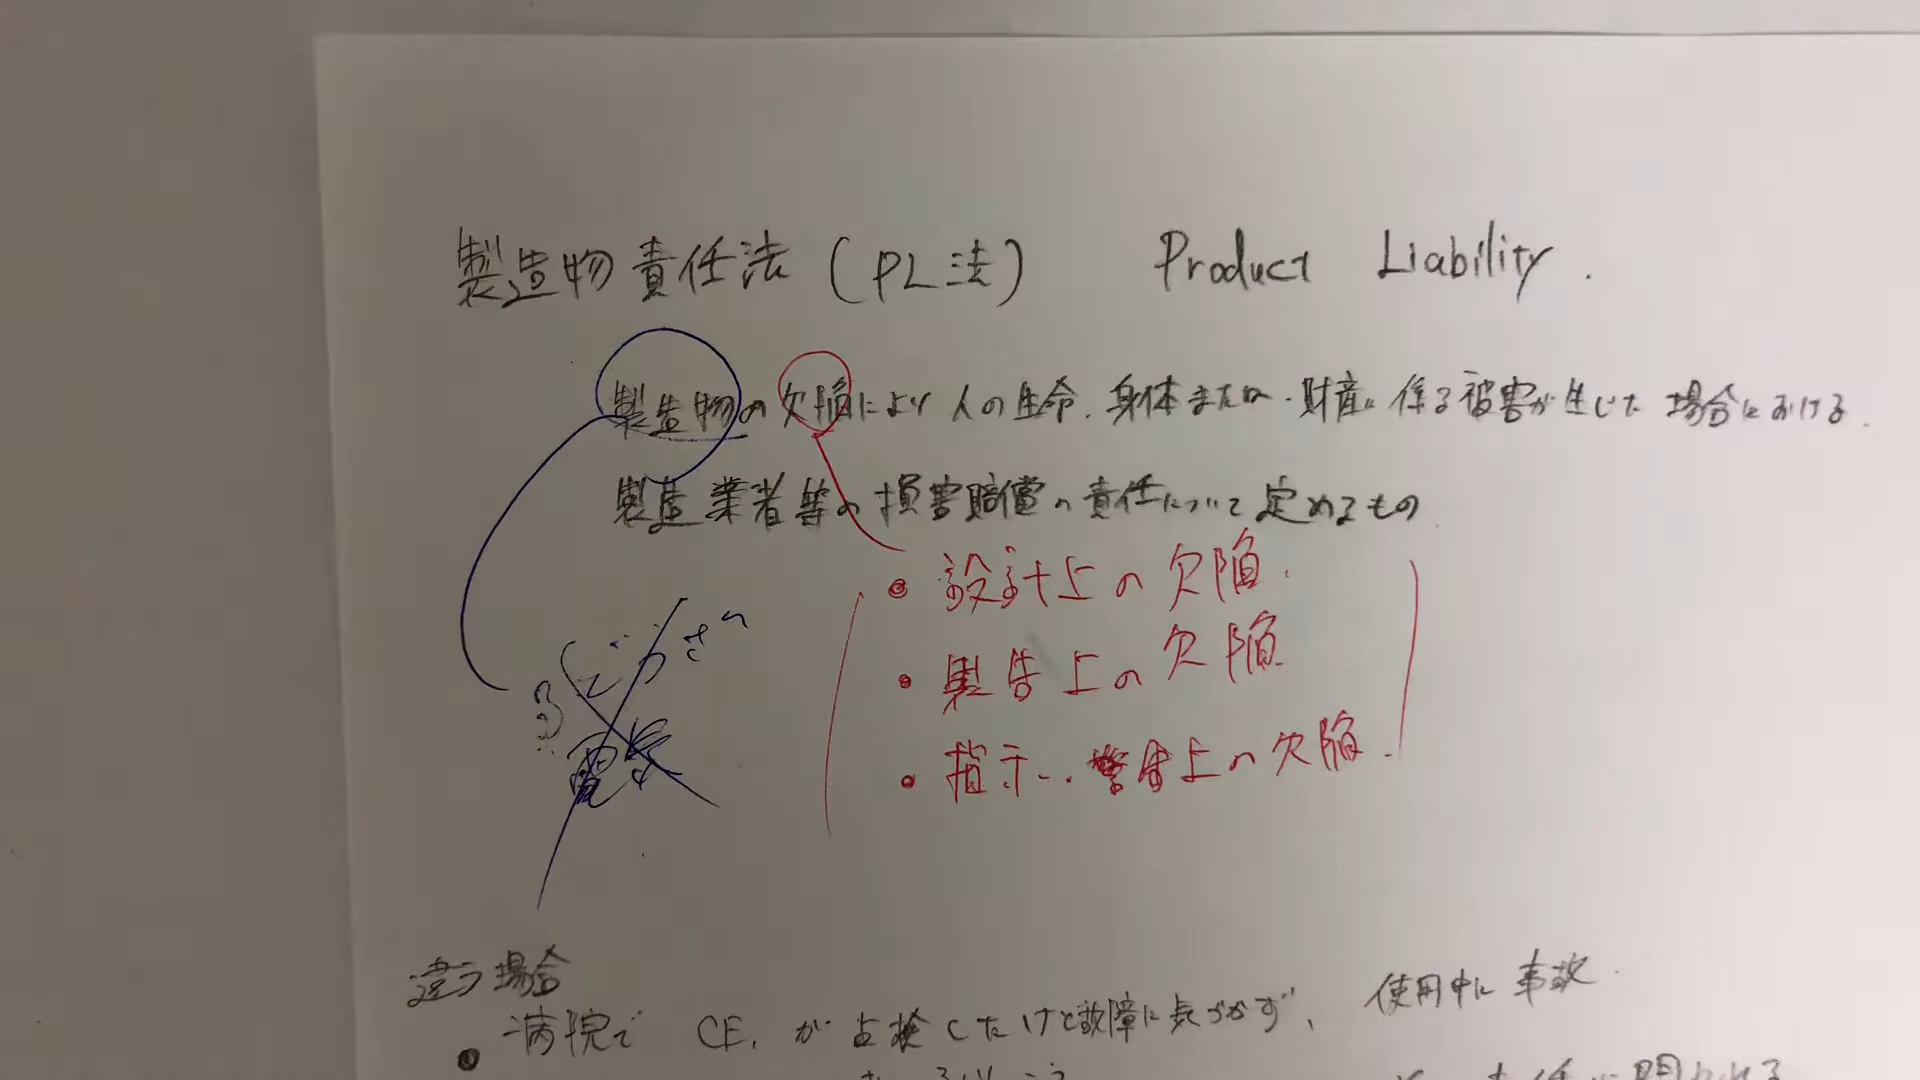 製造物責任法(PL法) Product Liability.
製造物の欠陥により人の生命.身体または.財産に係る被害が生じた場合における.
製造業者等の損害賠償の責任について定めるもの
・設計上の欠陥.
・製造上の欠陥
・指示・警告上の欠陥.
電気
違う場合
・病院で CE.が点検したけど故障に気づかず、使用中に事故.